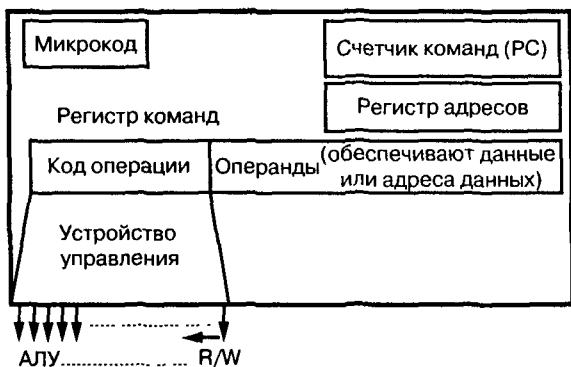 Микрокод
Счетчик команд (PC)
Регистр адресов
Регистр команд
Код операции
Операнды (обеспечивают данные
или адреса данных)
Устройство
управления
АЛУ R/W